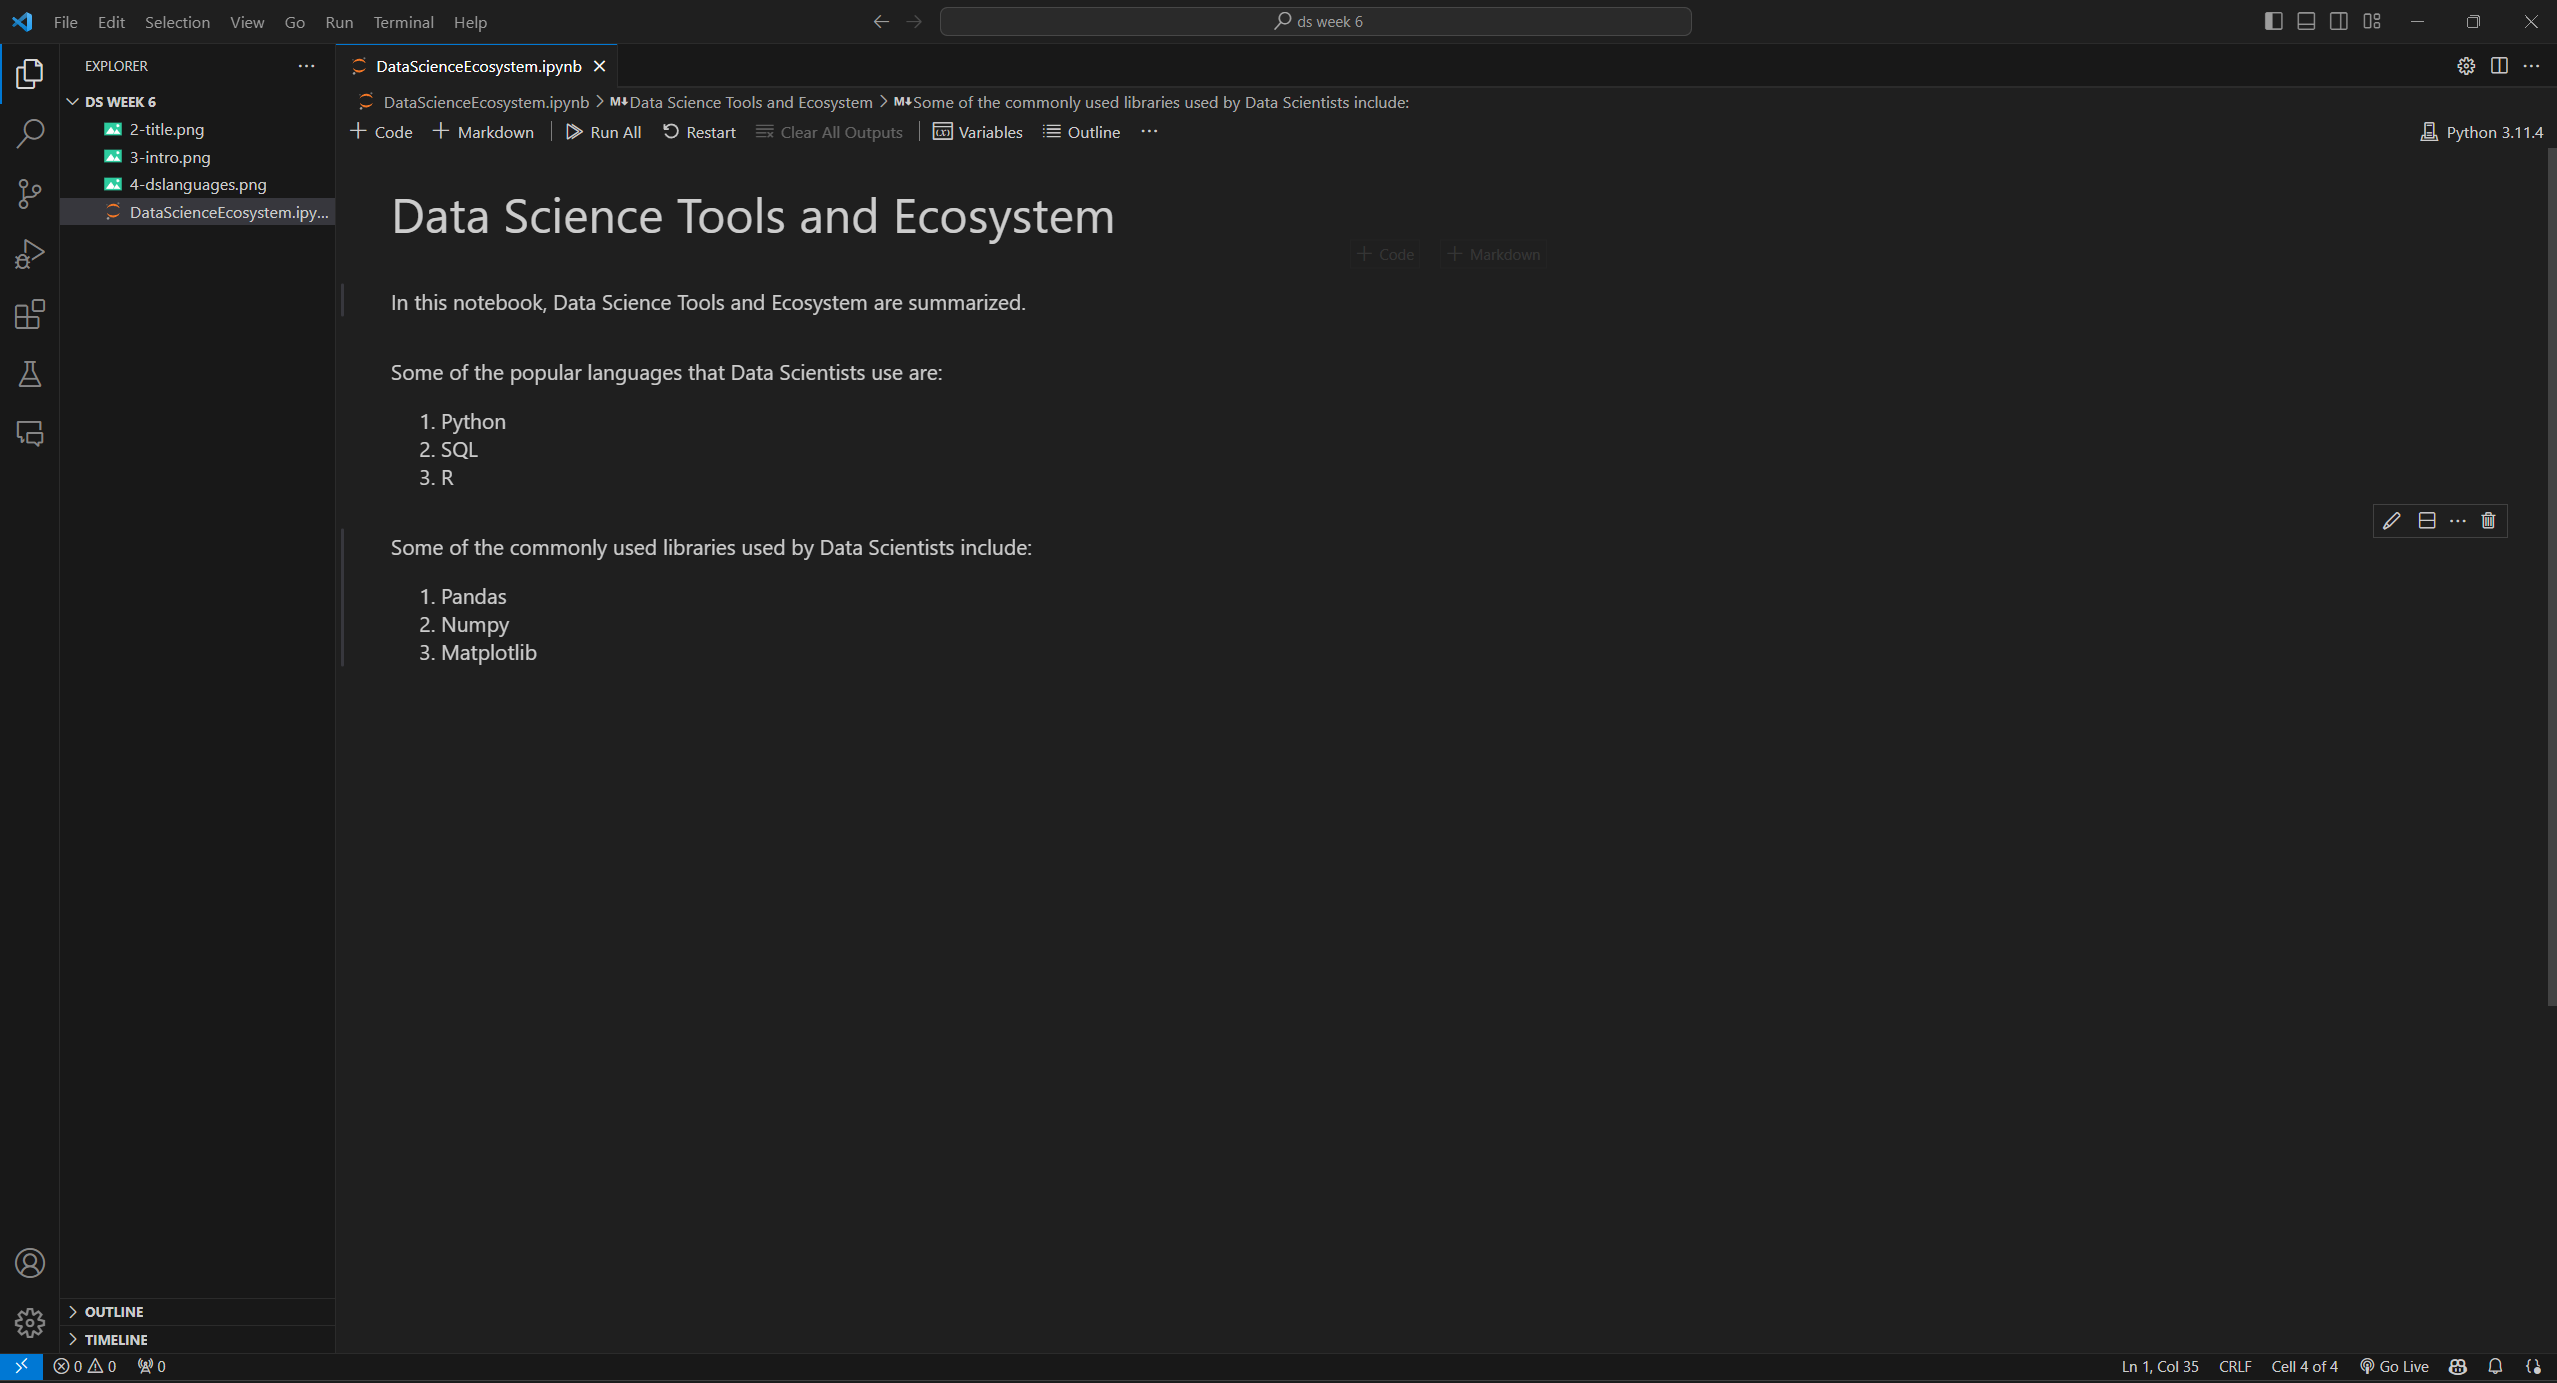 File Edit Selection View Go Run Terminal Help
ds week 6
EXPLORER
DS WEEK 6
2-title.png
3-intro.png
4-dslanguages.png
DataScienceEcosystem.ipy...
OUTLINE
TIMELINE
DataScienceEcosystem.ipynb
DataScienceEcosystem.ipynb > M↓Data Science Tools and Ecosystem > M↓Some of the commonly used libraries used by Data Scientists include:
+ Code + Markdown Run All Restart Clear All Outputs Variables Outline ...
Python 3.11.4
Data Science Tools and Ecosystem
+ Code + Markdown
In this notebook, Data Science Tools and Ecosystem are summarized.
Some of the popular languages that Data Scientists use are:
1. Python
2. SQL
3. R
Some of the commonly used libraries used by Data Scientists include:
1. Pandas
2. Numpy
3. Matplotlib
0 0 0
Ln 1, Col 35 CRLF Cell 4 of 4 Go Live